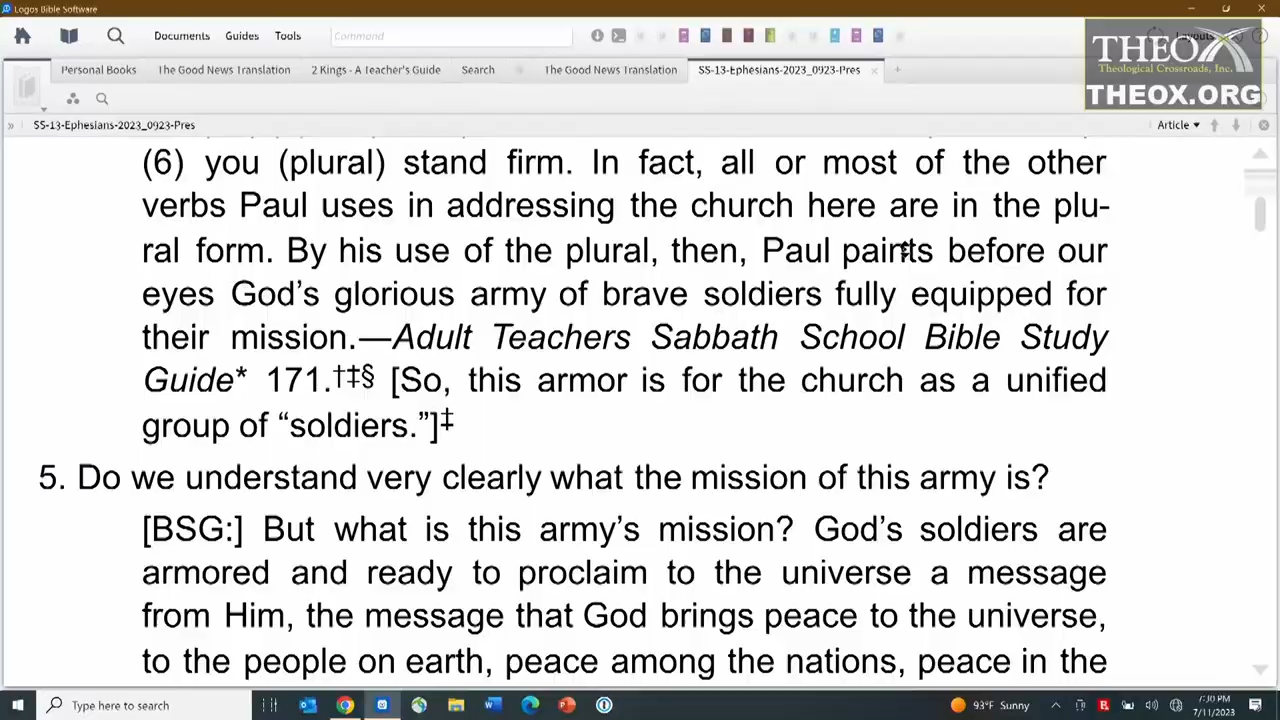 Logos Bible Software
Documents Guides Tools Command Layouts
THEOX
Theological Crossroads, Inc.
THEOX.ORG
Personal Books The Good News Translation 2 Kings - A Teacher's Gui The Good News Translation SS-13-Ephesians-2023_0923-Pres
» SS-13-Ephesians-2023_0923-Pres Article
(6) you (plural) stand firm. In fact, all or most of the other
verbs Paul uses in addressing the church here are in the plu-
ral form. By his use of the plural, then, Paul paints before our
eyes God’s glorious army of brave soldiers fully equipped for
their mission.—Adult Teachers Sabbath School Bible Study
Guide* 171.†‡§ [So, this armor is for the church as a unified
group of “soldiers.”]‡
5. Do we understand very clearly what the mission of this army is?
[BSG:] But what is this army’s mission? God’s soldiers are
armored and ready to proclaim to the universe a message
from Him, the message that God brings peace to the universe,
to the people on earth, peace among the nations, peace in the
Type here to search 93°F Sunny 7:30 PM
7/11/2023